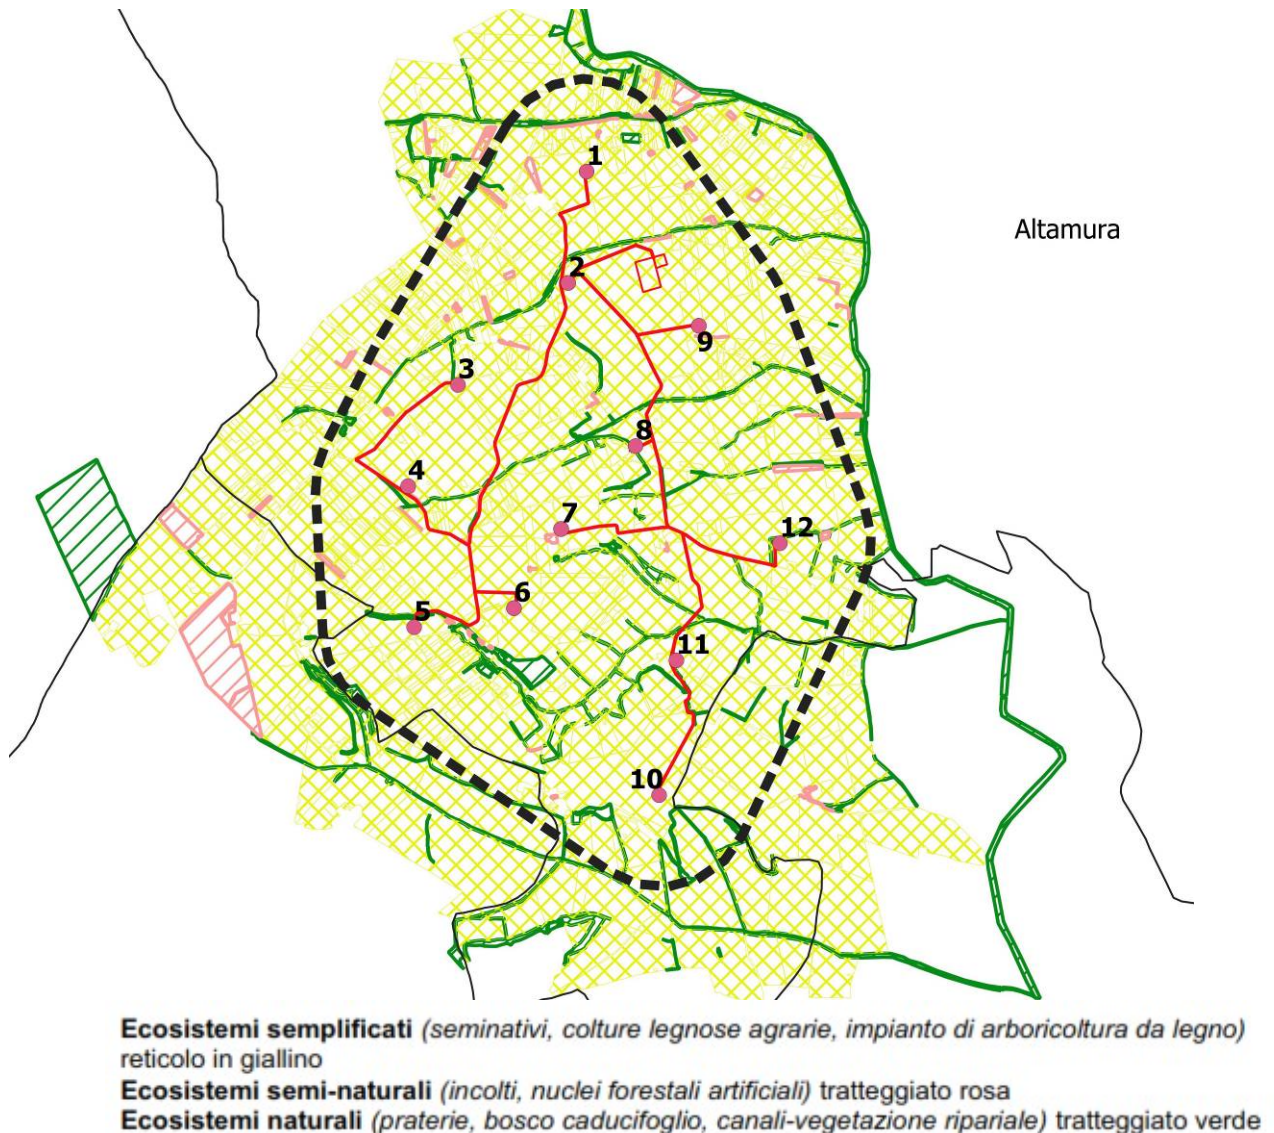 1
Altamura
2
9
3
8
4
7
12
6
5
11
10
Ecosistemi semplificati (seminativi, colture legnose agrarie, impianto di arboricoltura da legno)
reticolo in giallino
Ecosistemi semi-naturali (incolti, nuclei forestali artificiali) tratteggiato rosa
Ecosistemi naturali (praterie, bosco caducifoglio, canali-vegetazione ripariale) tratteggiato verde